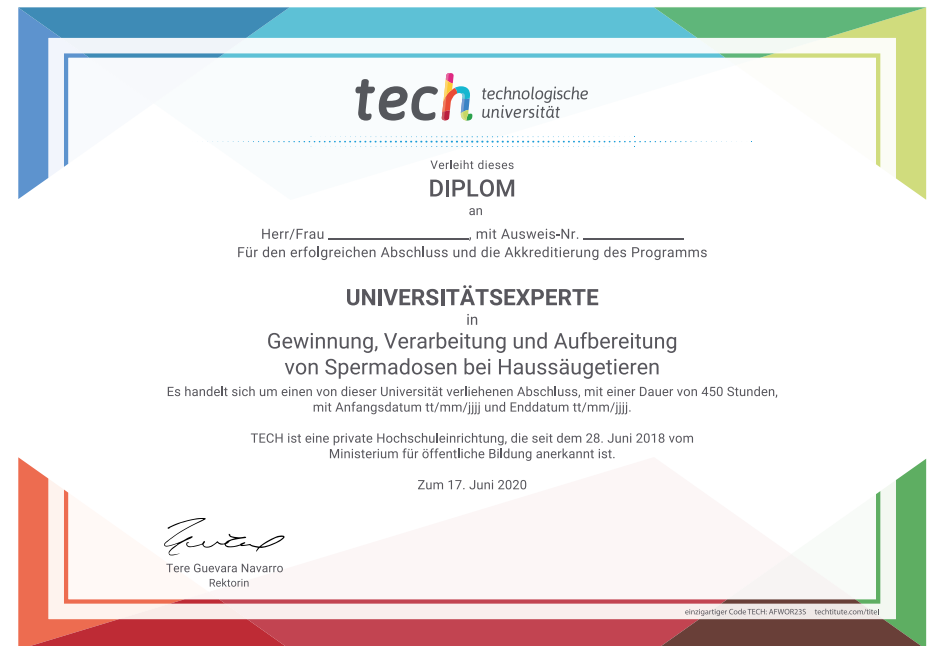 tech technologische
universität
Verleiht dieses
DIPLOM
an
Herr/Frau ____________, mit Ausweis-Nr. ____________
Für den erfolgreichen Abschluss und die Akkreditierung des Programms
UNIVERSITÄTSEXPERTE
in
Gewinnung, Verarbeitung und Aufbereitung
von Spermadosen bei Haussäugetieren
Es handelt sich um einen von dieser Universität verliehenen Abschluss, mit einer Dauer von 450 Stunden,
mit Anfangsdatum tt/mm/jjjj und Enddatum tt/mm/jjjj.
TECH ist eine private Hochschuleinrichtung, die seit dem 28. Juni 2018 vom
Ministerium für öffentliche Bildung anerkannt ist.
Zum 17. Juni 2020
Tere Guevara Navarro
Rektorin
einzigartiger Code TECH: AFWOR23S techtitute.com/titel